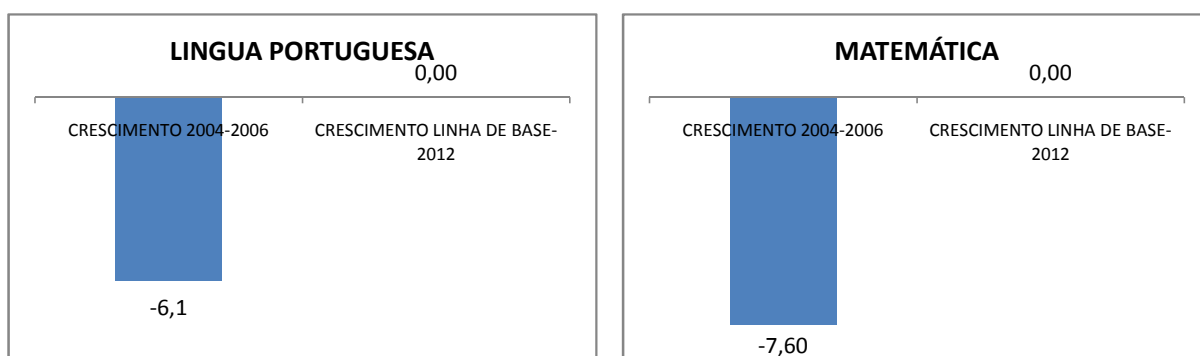 LINGUA PORTUGUESA
0,00
CRESCIMENTO 2004-2006
CRESCIMENTO LINHA DE BASE-
2012
-6,1
MATEMÁTICA
0,00
CRESCIMENTO 2004-2006
CRESCIMENTO LINHA DE BASE-
2012
-7,60